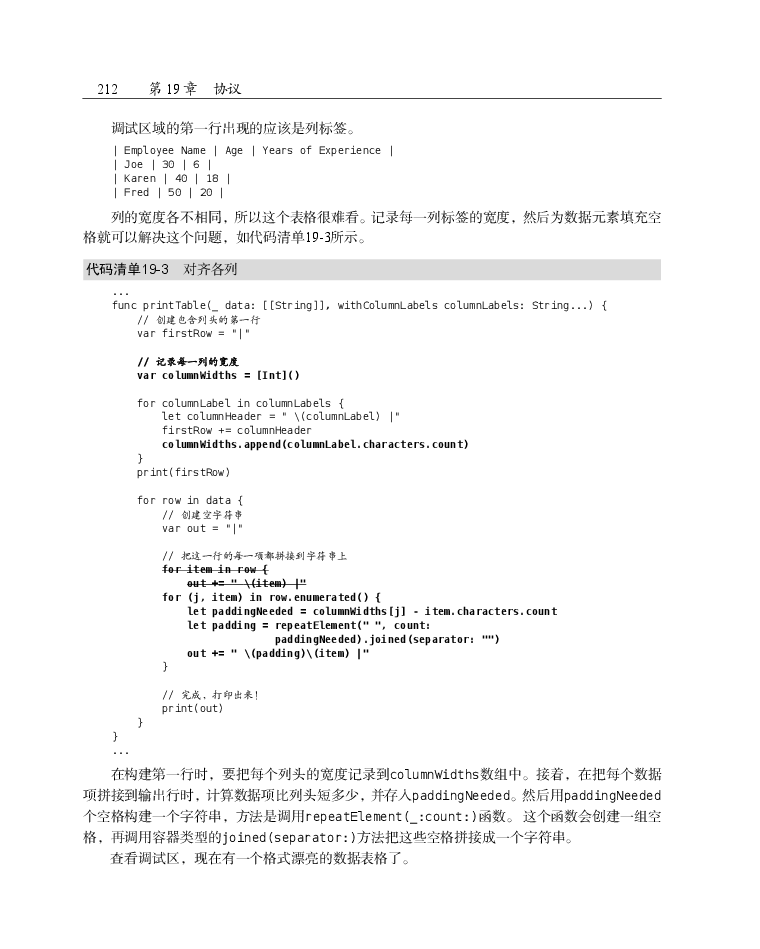 212 第 19 章 协议
调试区域的第一行出现的应该是列标签。
| Employee Name | Age | Years of Experience |
| Joe | 30 | 6 |
| Karen | 40 | 18 |
| Fred | 50 | 20 |
列的宽度各不相同，所以这个表格很难看。记录每一列标签的宽度，然后为数据元素填充空
格就可以解决这个问题，如代码清单19-3所示。
代码清单19-3 对齐各列
...
func printTable(_ data: [[String]], withColumnLabels columnLabels: String...) {
    // 创建包含列头的第一行
    var firstRow = "|"
    // 记录每一列的宽度
    var columnWidths = [Int]()
    for columnLabel in columnLabels {
        let columnHeader = " \(columnLabel) |"
        firstRow += columnHeader
        columnWidths.append(columnLabel.characters.count)
    }
    print(firstRow)
    for row in data {
        // 创建空字符串
        var out = "|"
        // 把这一行的每一项都拼接到字符串上
        for item in row {
            out += " \(item) |"
        for (j, item) in row.enumerated() {
            let paddingNeeded = columnWidths[j] - item.characters.count
            let padding = repeatElement(" ", count:
                          paddingNeeded).joined(separator: "")
            out += " \(padding)\(item) |"
        }
        // 完成，打印出来！
        print(out)
    }
}
...
在构建第一行时，要把每个列头的宽度记录到columnWidths数组中。接着，在把每个数据
项拼接到输出行时，计算数据项比列头短多少，并存入paddingNeeded。然后用paddingNeeded
个空格构建一个字符串，方法是调用repeatElement(_:count:)函数。这个函数会创建一组空
格，再调用容器类型的joined(separator:)方法把这些空格拼接成一个字符串。
查看调试区，现在有一个格式漂亮的数据表格了。